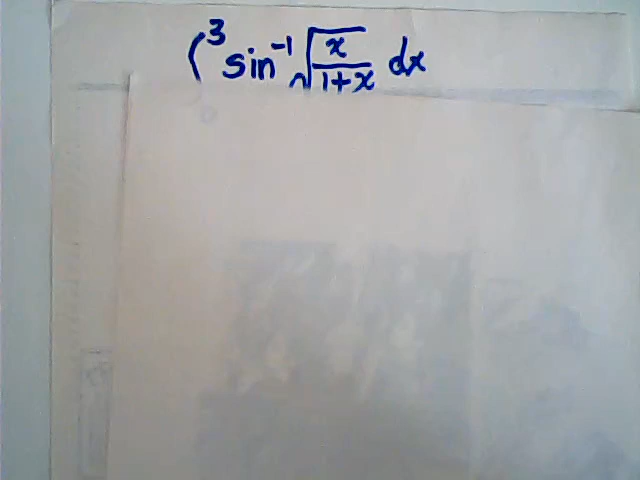 ∫³ sin⁻¹ √(x/(1+x)) dx